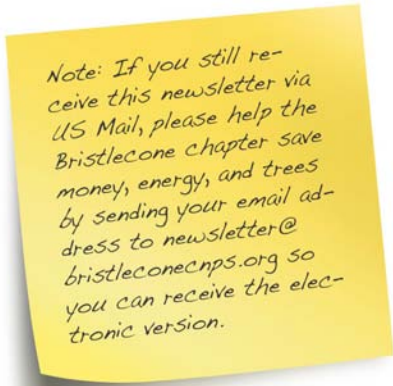 Note: If you still re-
ceive this newsletter via
US Mail, please help the
Bristlecone chapter save
money, energy, and trees
by sending your email ad-
dress to newsletter@
bristleconecnps.org so
you can receive the elec-
tronic version.